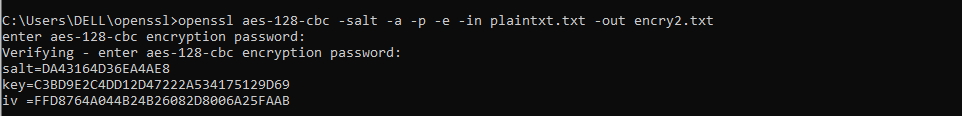 C:\Users\DELL\openssl>openssl aes-128-cbc -salt -a -p -e -in plaintxt.txt -out encry2.txt
enter aes-128-cbc encryption password:
Verifying - enter aes-128-cbc encryption password:
salt=DA43164D36EA4AE8
key=C3BD9E2C4DD12D47222A534175129D69
iv =FFD8764A044B24B26082D8006A25FAAB